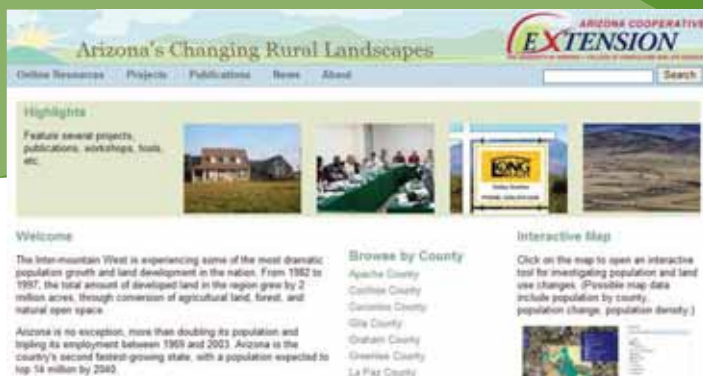 Arizona's Changing Rural Landscapes
ARIZONA COOPERATIVE
EXTENSION
Online Resources Projects Publications News About
Search
Highlights
Feature several projects,
publications, workshops, tools,
etc.
LONG
Welcome
The Inter-mountain West is experiencing some of the most dramatic
population growth and land development in the nation. From 1982 to
1997, the total amount of developed land in the region grew by 2
million acres, through conversion of agricultural land, forest, and
natural open space.
Arizona is no exception, more than doubling its population and
tripling its employment between 1969 and 2003. Arizona is the
country's second fastest-growing state, with a population expected to
top 14 million by 2040.
Browse by County
Apache County
Cochise County
Coconino County
Gila County
Graham County
Greenlee County
La Paz County
Interactive Map
Click on the map to open an interactive
tool for investigating population and land
use changes. (Possible map data
include population by county,
population change, population density.)